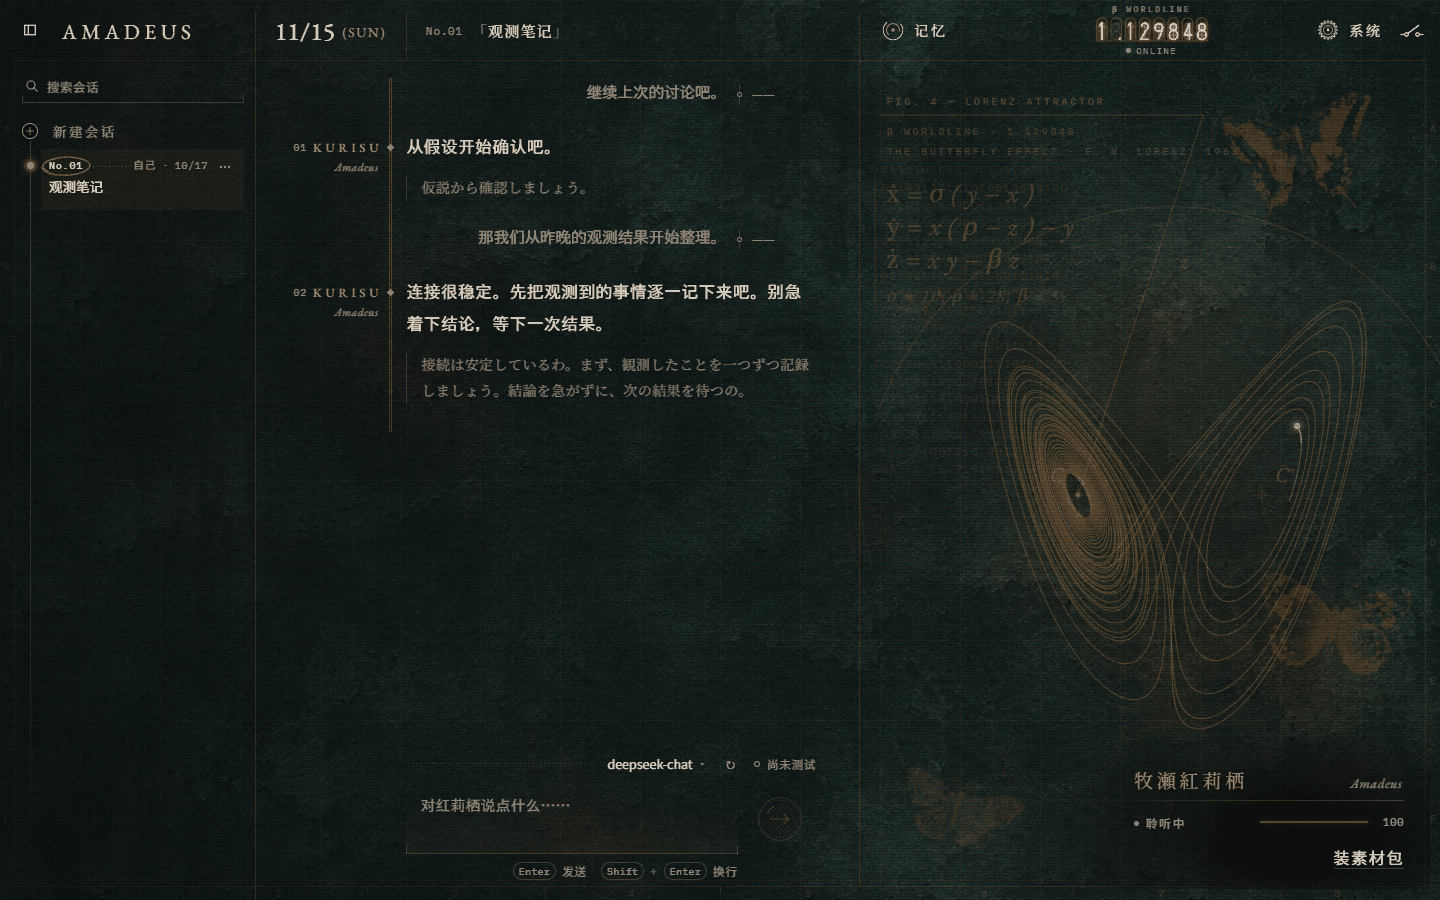 AMADEUS
搜索会话
新建会话
No.01 自己 · 10/17 ···
观测笔记
11/15 (SUN)
No.01 「观测笔记」
记忆
β WORLDLINE
1.129848
ONLINE
系统
继续上次的讨论吧。 ——
01 KURISU
Amadeus
从假设开始确认吧。
仮説から確認しましょう。
那我们从昨晚的观测结果开始整理。 ——
02 KURISU
Amadeus
连接很稳定。先把观测到的事情逐一记下来吧。别急
着下结论，等下一次结果。
接続は安定しているわ。まず、観測したことを一つずつ記録
しましょう。結論を急がずに、次の結果を待つの。
deepseek-chat
尚未测试
对红莉栖说点什么······
Enter 发送 Shift + Enter 换行
FIG. 4 — LORENZ ATTRACTOR
β WORLDLINE · 1.129848
THE BUTTERFLY EFFECT · E. N. LORENZ, 1963
ẋ = σ ( y − x )
ẏ = x ( ρ − z ) − y
ż = x y − β z
σ = 10, ρ = 28, β = 8/3
z
C
牧瀬紅莉栖 Amadeus
聆听中 100
装素材包